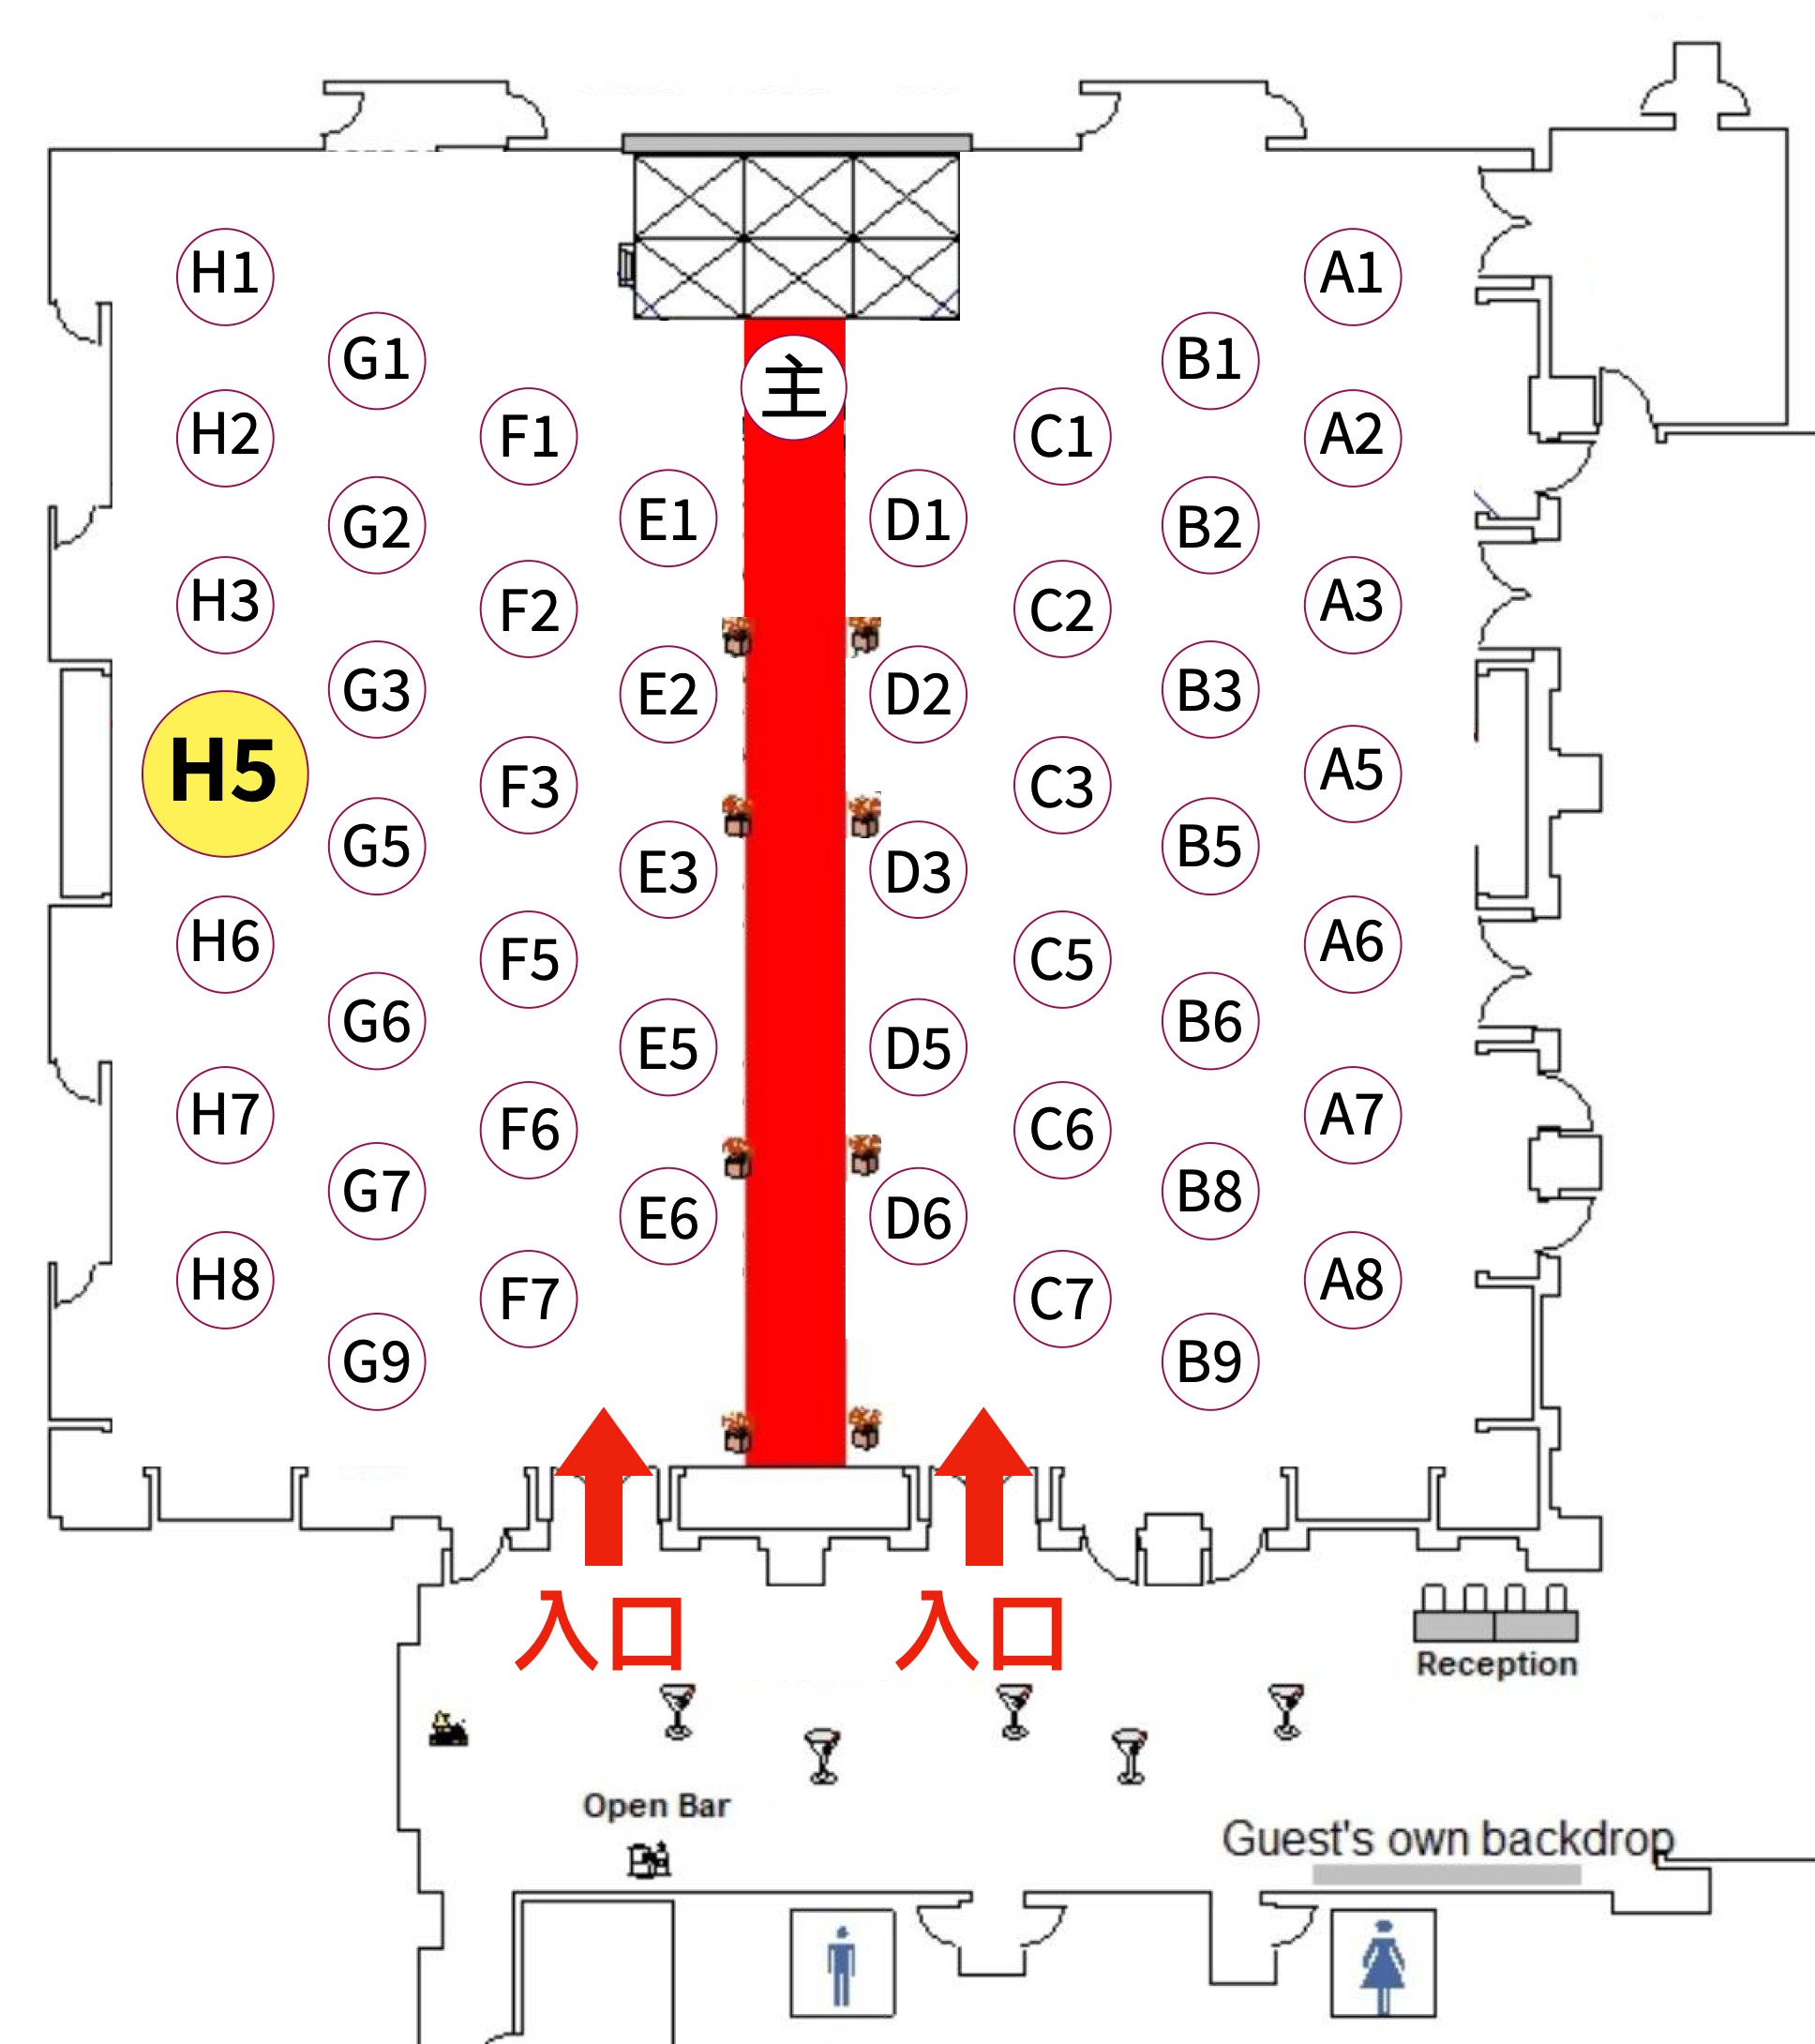 H1
A1
G1
B1
主
H2
F1
C1
A2
G2
E1
D1
B2
H3
F2
C2
A3
G3
E2
D2
B3
H5
F3
C3
A5
G5
E3
D3
B5
H6
F5
C5
A6
G6
E5
D5
B6
H7
F6
C6
A7
G7
E6
D6
B8
H8
F7
C7
A8
G9
B9
入口
入口
Reception
Open Bar
Guest's own backdrop